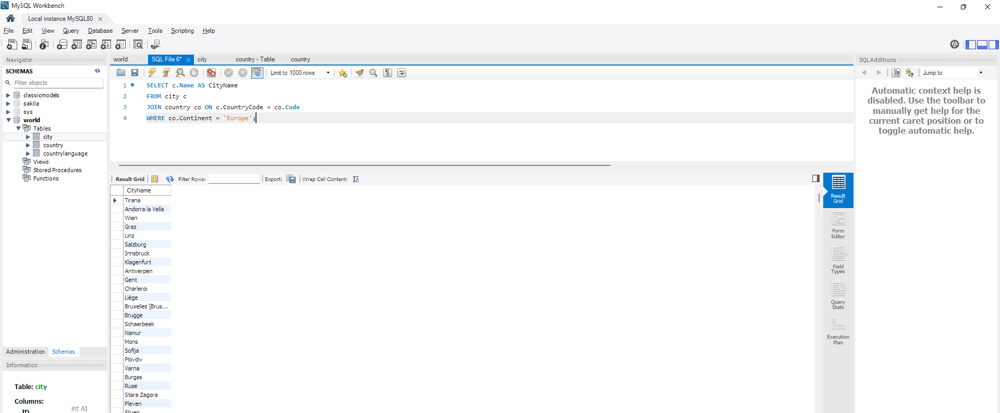 MySQL Workbench
Local instance MySQL80
File Edit View Query Database Server Tools Scripting Help
Navigator
SCHEMAS
Filter objects
classicmodels
sakila
sys
world
Tables
city
country
countrylanguage
Views
Stored Procedures
Functions
Administration Schemas
Information
Table: city
Columns:
ID int AI
world SQL File 6* city country - Table country
Limit to 1000 rows
1 SELECT c.Name AS CityName
2 FROM city c
3 JOIN country co ON c.CountryCode = co.Code
4 WHERE co.Continent = 'Europe';
Result Grid Filter Rows: Export: Wrap Cell Content:
CityName
Tirana
Andorra la Vella
Wien
Graz
Linz
Salzburg
Innsbruck
Klagenfurt
Antwerpen
Gent
Charleroi
Liège
Bruxelles [Brus...
Brugge
Schaerbeek
Namur
Mons
Sofija
Plovdiv
Varna
Burgas
Ruse
Stara Zagora
Pleven
Sliven
Result
Grid
Form
Editor
Field
Types
Query
Stats
Execution
Plan
SQLAdditions
Jump to
Automatic context help is
disabled. Use the toolbar to
manually get help for the
current caret position or to
toggle automatic help.